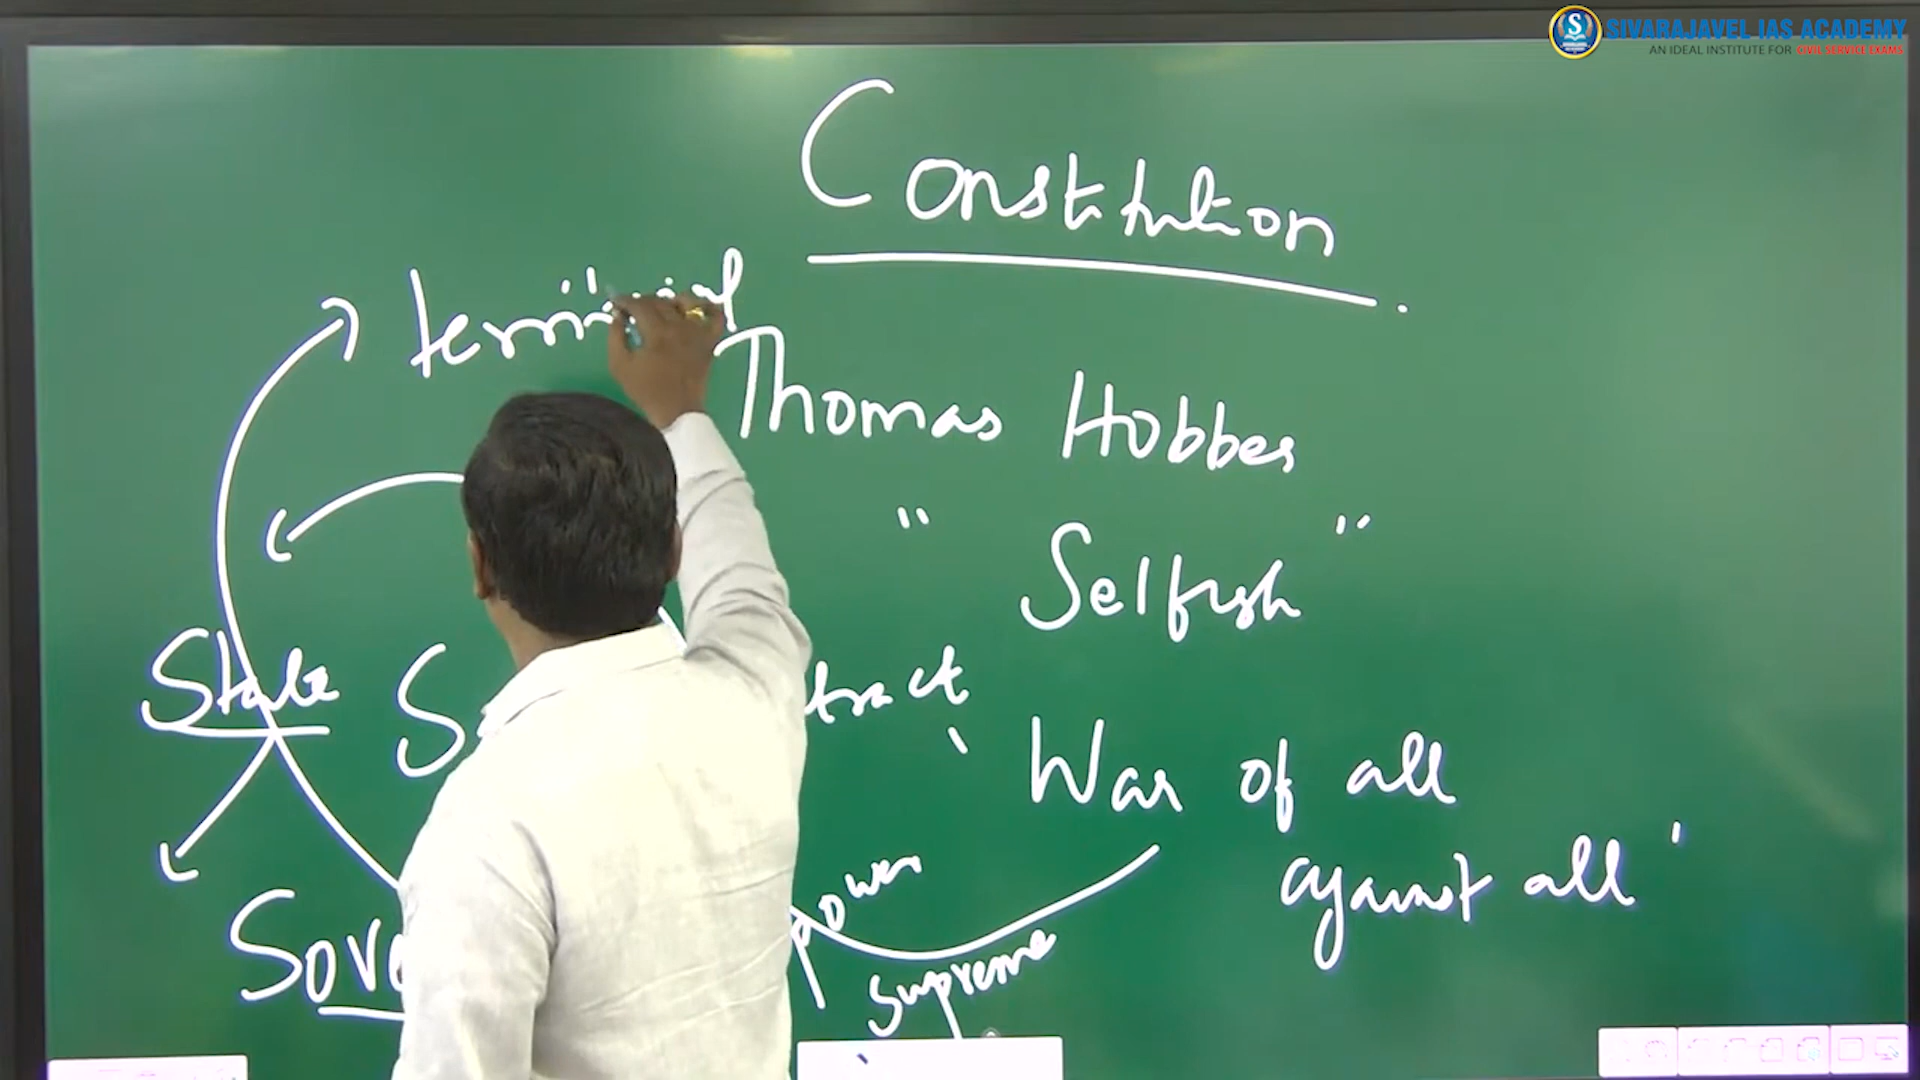 SIVARAJAVEL IAS ACADEMY
AN IDEAL INSTITUTE FOR CIVIL SERVICE EXAMS
Constitution
Thomas Hobbes
" Selfish "
State
' War of all
against all '
power
Supreme